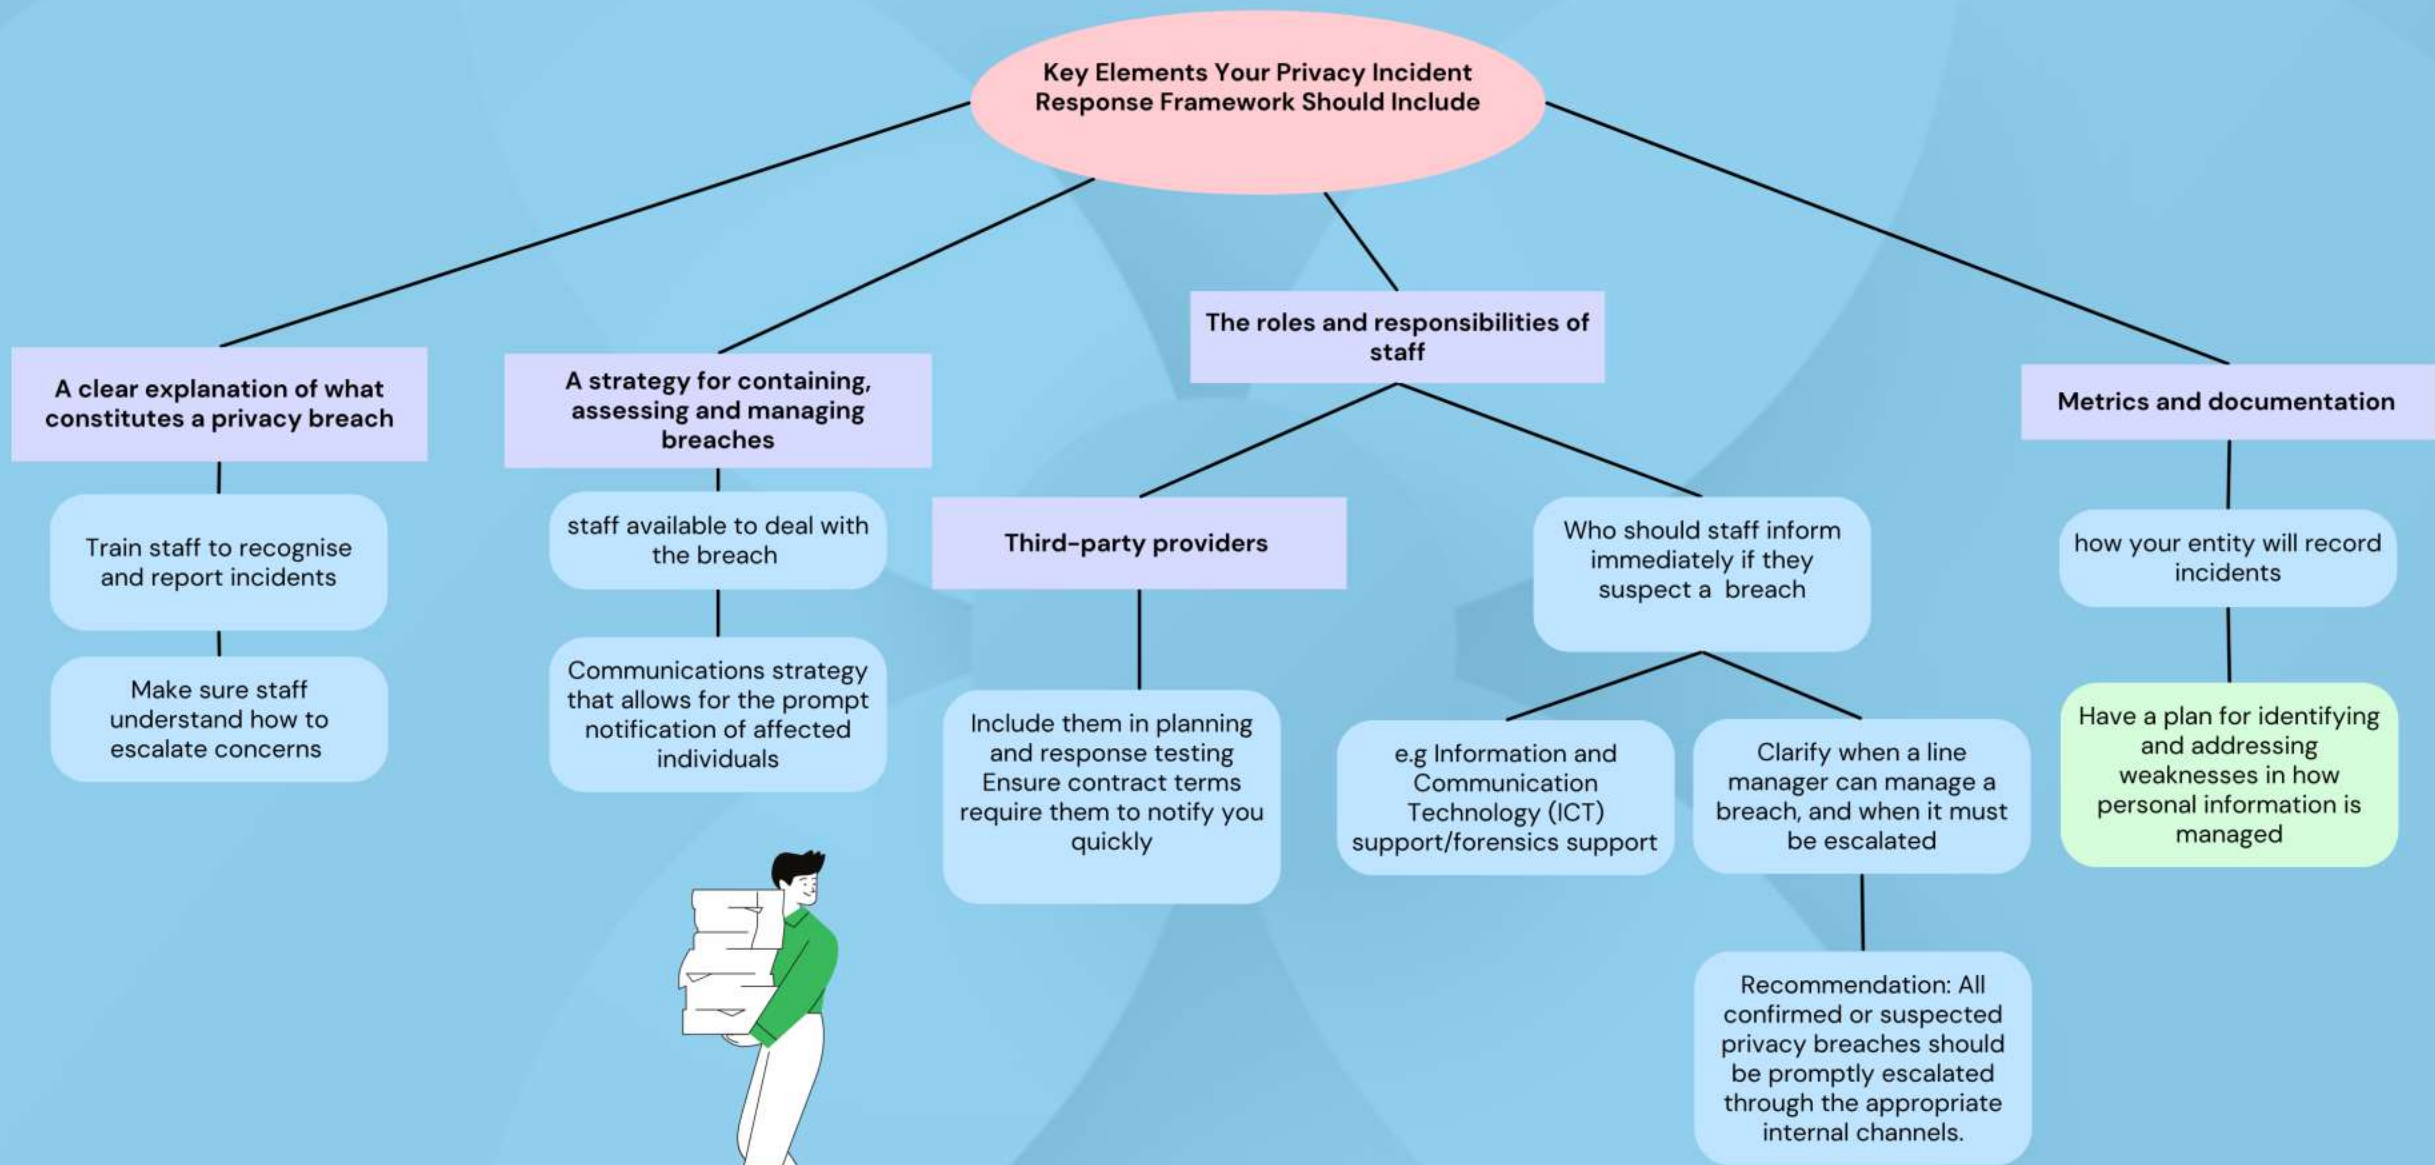 Key Elements Your Privacy Incident
Response Framework Should Include
A clear explanation of what
constitutes a privacy breach
Train staff to recognise
and report incidents
Make sure staff
understand how to
escalate concerns
A strategy for containing,
assessing and managing
breaches
staff available to deal with
the breach
Communications strategy
that allows for the prompt
notification of affected
individuals
The roles and responsibilities of
staff
Third-party providers
Include them in planning
and response testing
Ensure contract terms
require them to notify you
quickly
Who should staff inform
immediately if they
suspect a  breach
e.g Information and
Communication
Technology (ICT)
support/forensics support
Clarify when a line
manager can manage a
breach, and when it must
be escalated
Recommendation: All
confirmed or suspected
privacy breaches should
be promptly escalated
through the appropriate
internal channels.
Metrics and documentation
how your entity will record
incidents
Have a plan for identifying
and addressing
weaknesses in how
personal information is
managed